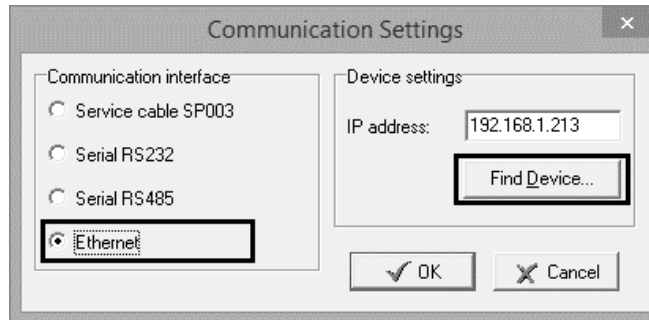 Communication Settings
Communication interface
Service cable SP003
Serial RS232
Serial RS485
Ethernet
Device settings
IP address: 192.168.1.213
Find Device...
OK
Cancel